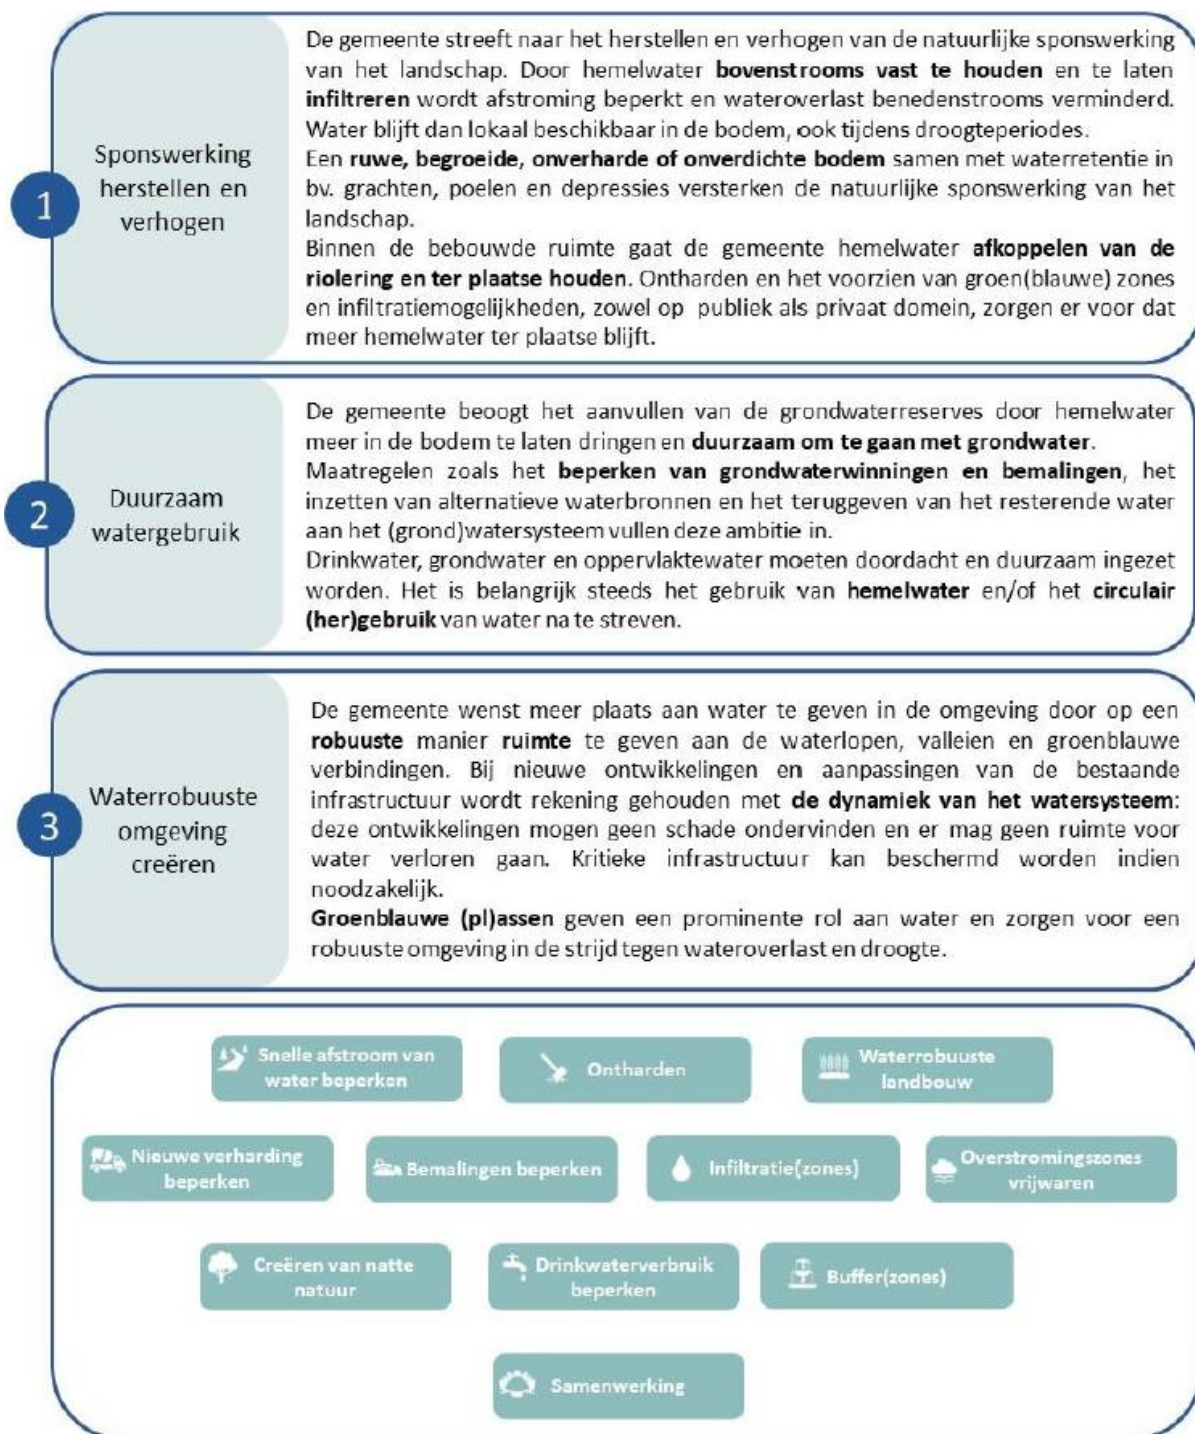 1
Sponswerking
herstellen en
verhogen
De gemeente streeft naar het herstellen en verhogen van de natuurlijke sponswerking
van het landschap. Door hemelwater bovenstrooms vast te houden en te laten
infiltreren wordt afstroming beperkt en wateroverlast benedenstrooms verminderd.
Water blijft dan lokaal beschikbaar in de bodem, ook tijdens droogteperiodes.
Een ruwe, begroeide, onverharde of onverdichte bodem samen met waterretentie in
bv. grachten, poelen en depressies versterken de natuurlijke sponswerking van het
landschap.
Binnen de bebouwde ruimte gaat de gemeente hemelwater afkoppelen van de
riolering en ter plaatse houden. Ontharden en het voorzien van groen(blauwe) zones
en infiltratiemogelijkheden, zowel op publiek als privaat domein, zorgen er voor dat
meer hemelwater ter plaatse blijft.
2
Duurzaam
watergebruik
De gemeente beoogt het aanvullen van de grondwaterreserves door hemelwater
meer in de bodem te laten dringen en duurzaam om te gaan met grondwater.
Maatregelen zoals het beperken van grondwaterwinningen en bemalingen, het
inzetten van alternatieve waterbronnen en het teruggeven van het resterende water
aan het (grond)watersysteem vullen deze ambitie in.
Drinkwater, grondwater en oppervlaktewater moeten doordacht en duurzaam ingezet
worden. Het is belangrijk steeds het gebruik van hemelwater en/of het circulair
(her)gebruik van water na te streven.
3
Waterrobuuste
omgeving
creëren
De gemeente wenst meer plaats aan water te geven in de omgeving door op een
robuuste manier ruimte te geven aan de waterlopen, valleien en groenblauwe
verbindingen. Bij nieuwe ontwikkelingen en aanpassingen van de bestaande
infrastructuur wordt rekening gehouden met de dynamiek van het watersysteem:
deze ontwikkelingen mogen geen schade ondervinden en er mag geen ruimte voor
water verloren gaan. Kritieke infrastructuur kan beschermd worden indien
noodzakelijk.
Groenblauwe (pl)assen geven een prominente rol aan water en zorgen voor een
robuuste omgeving in de strijd tegen wateroverlast en droogte.
Snelle afstroom van
water beperken
Ontharden
Waterrobuuste
landbouw
Nieuwe verharding
beperken
Bemalingen beperken
Infiltratie(zones)
Overstromingszones
vrijwaren
Creëren van natte
natuur
Drinkwaterverbruik
beperken
Buffer(zones)
Samenwerking